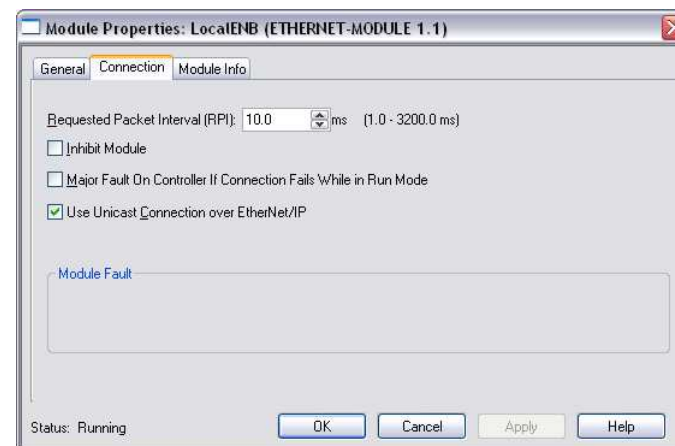 Module Properties: LocalENB (ETHERNET-MODULE 1.1)
General Connection Module Info
Requested Packet Interval (RPI): 10.0 ms (1.0 - 3200.0 ms)
Inhibit Module
Major Fault On Controller If Connection Fails While in Run Mode
Use Unicast Connection over EtherNet/IP
Module Fault
Status: Running OK Cancel Apply Help